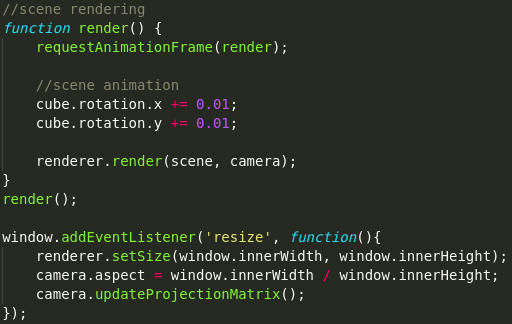 //scene rendering
function render() {
    requestAnimationFrame(render);

    //scene animation
    cube.rotation.x += 0.01;
    cube.rotation.y += 0.01;

    renderer.render(scene, camera);
}
render();

window.addEventListener('resize', function(){
    renderer.setSize(window.innerWidth, window.innerHeight);
    camera.aspect = window.innerWidth / window.innerHeight;
    camera.updateProjectionMatrix();
});